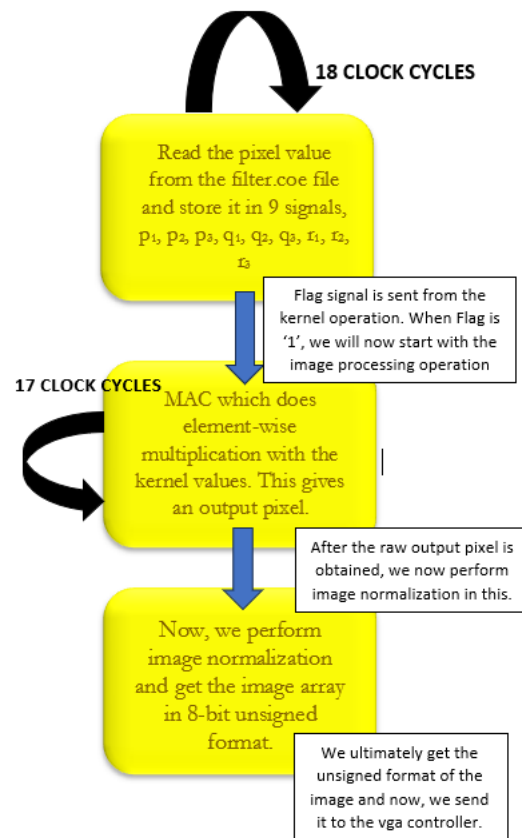 18 CLOCK CYCLES
Read the pixel value
from the filter.coe file
and store it in 9 signals,
p₁, p₂, p₃, q₁, q₂, q₃, r₁, r₂,
r₃
Flag signal is sent from the
kernel operation. When Flag is
‘1’, we will now start with the
image processing operation
17 CLOCK CYCLES
MAC which does
element-wise
multiplication with the
kernel values. This gives
an output pixel.
After the raw output pixel is
obtained, we now perform
image normalization in this.
Now, we perform
image normalization
and get the image array
in 8-bit unsigned
format.
We ultimately get the
unsigned format of the
image and now, we send
it to the vga controller.